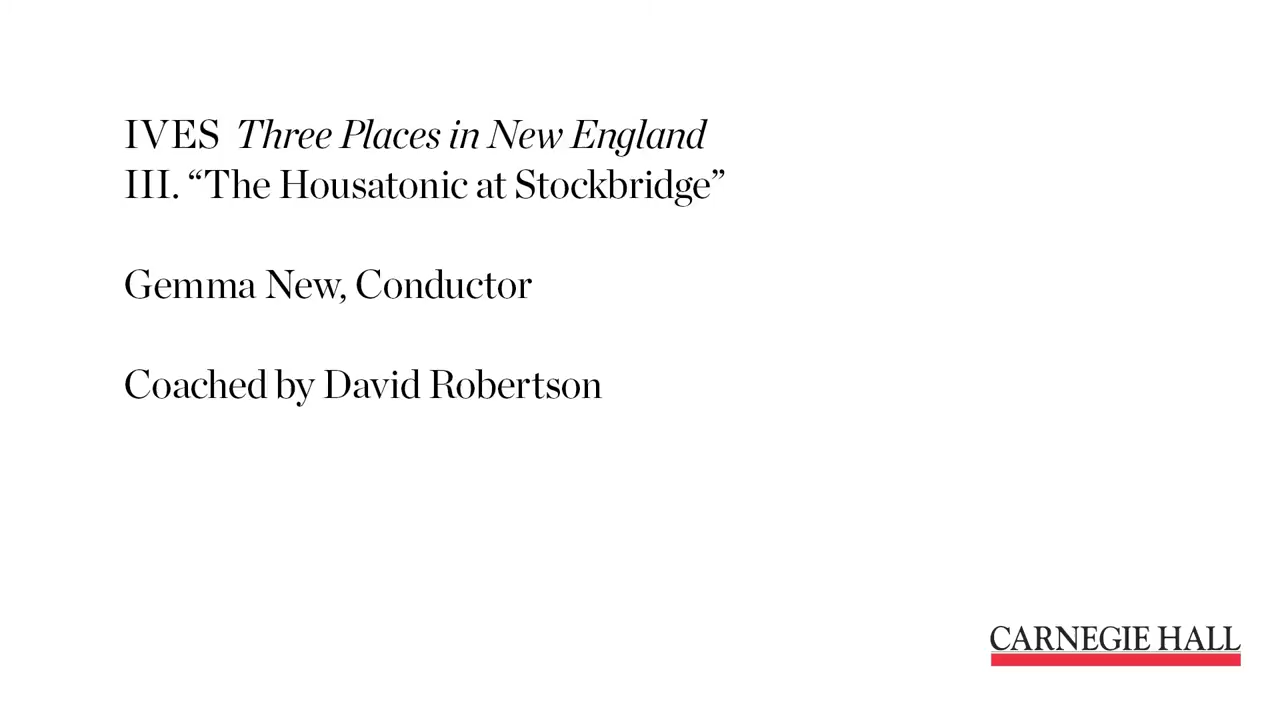 IVES Three Places in New England
III. “The Housatonic at Stockbridge”
Gemma New, Conductor
Coached by David Robertson
CARNEGIE HALL